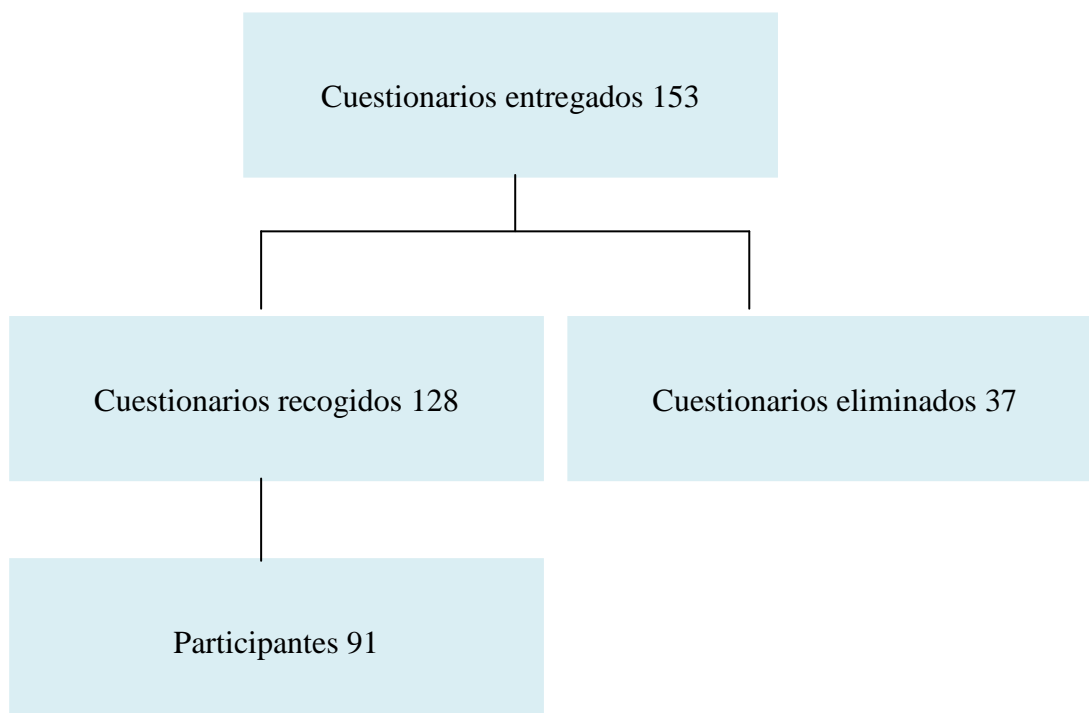 Cuestionarios entregados 153
Cuestionarios recogidos 128
Cuestionarios eliminados 37
Participantes 91